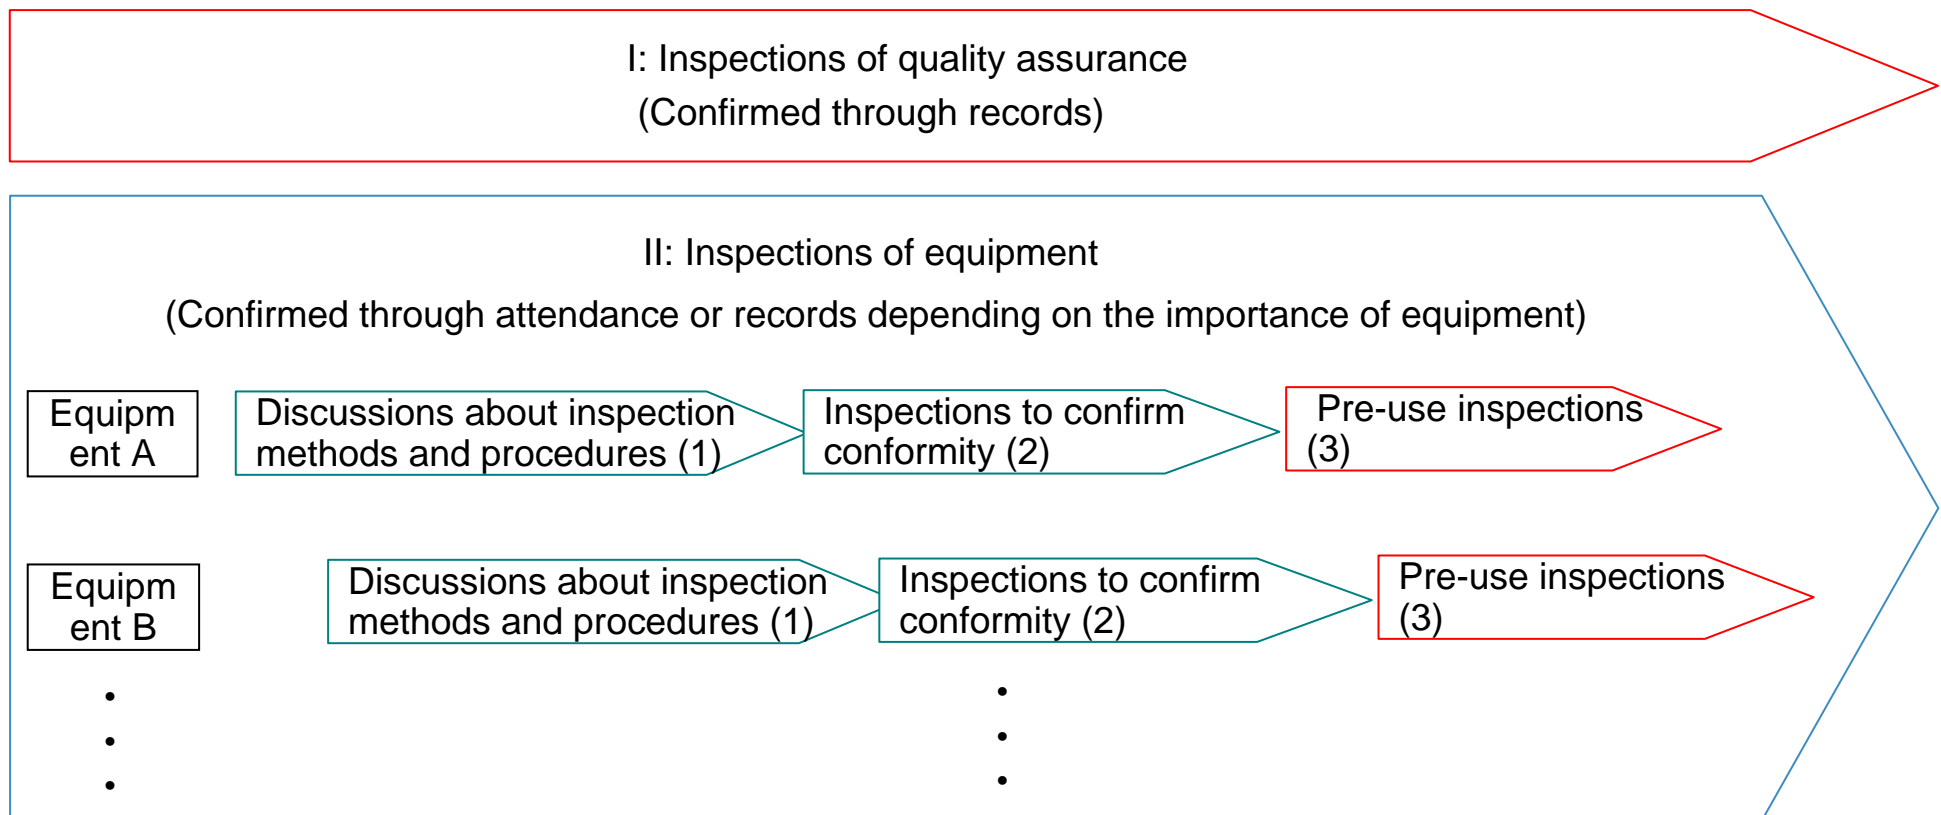 I: Inspections of quality assurance
(Confirmed through records)
II: Inspections of equipment
(Confirmed through attendance or records depending on the importance of equipment)
Equipm
ent A
Discussions about inspection
methods and procedures (1)
Inspections to confirm
conformity (2)
Pre-use inspections
(3)
Equipm
ent B
Discussions about inspection
methods and procedures (1)
Inspections to confirm
conformity (2)
Pre-use inspections
(3)